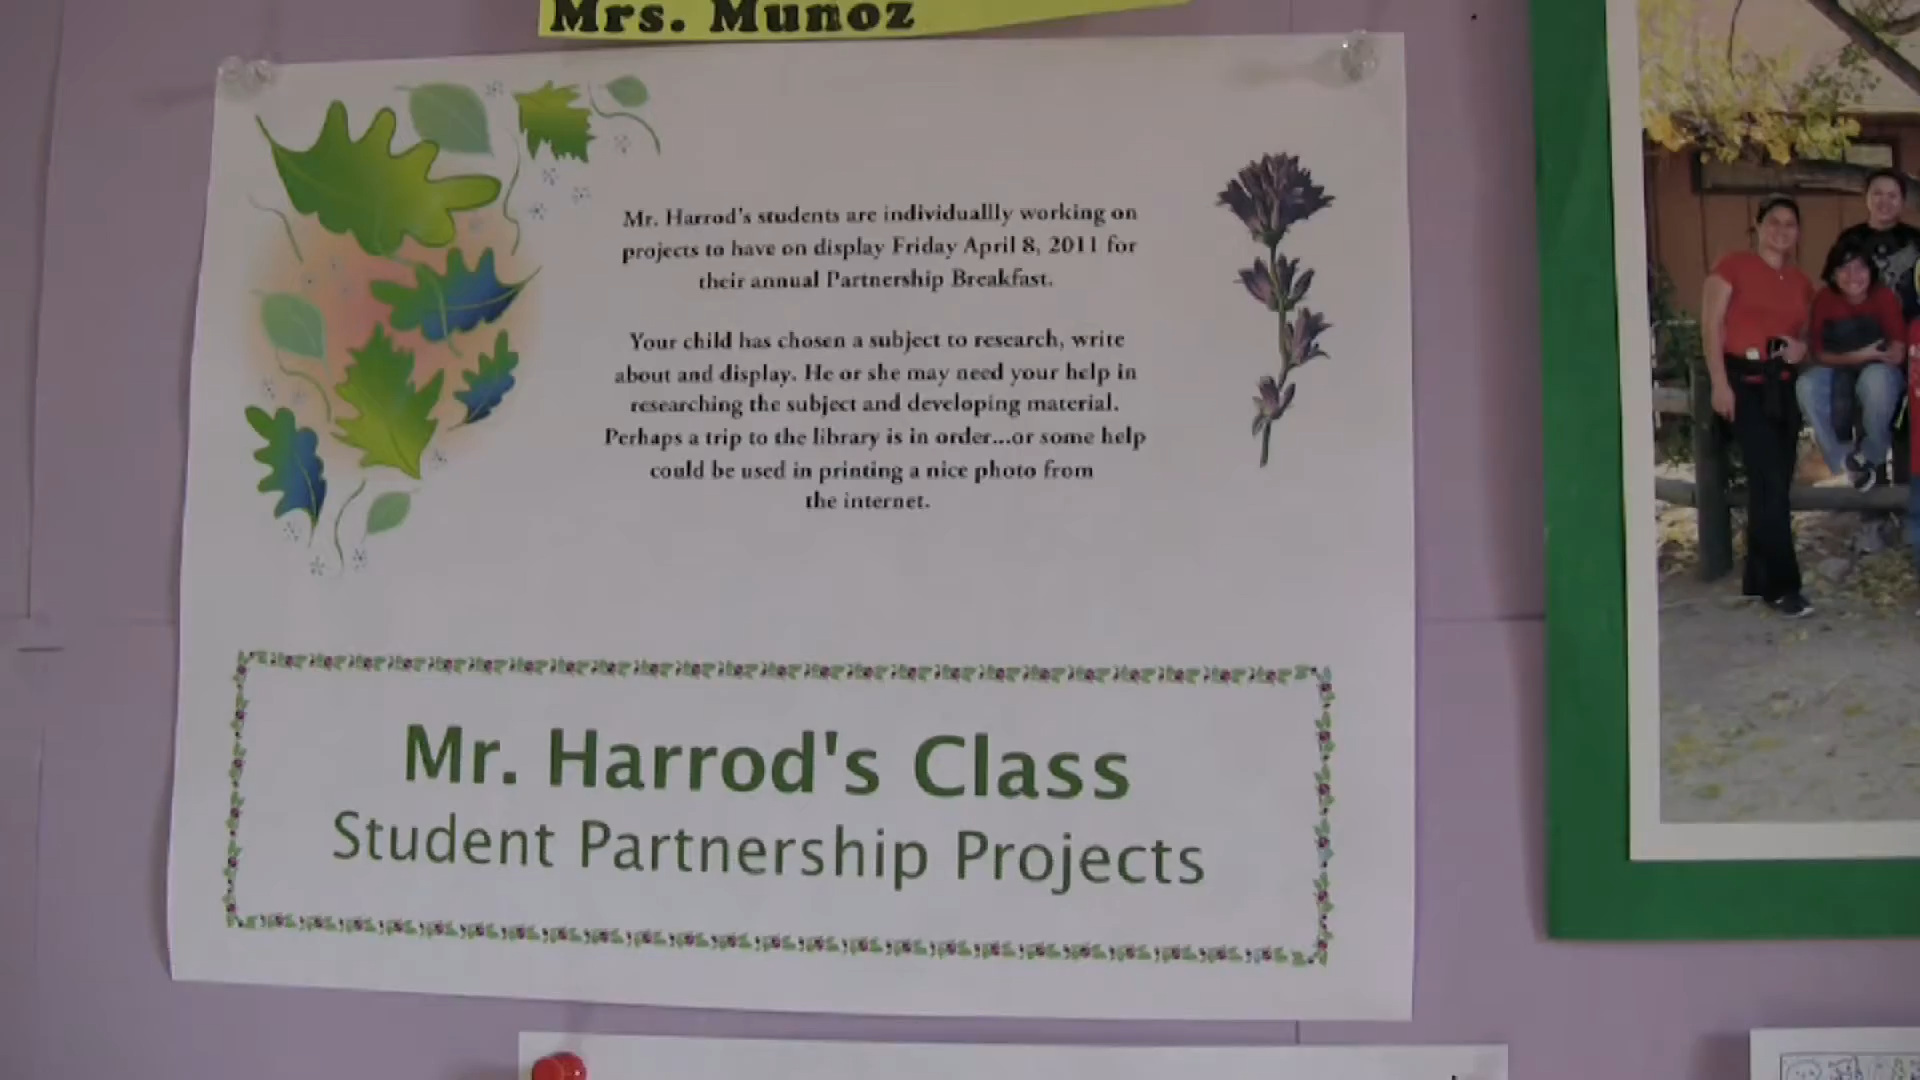 Mrs. Munoz
Mr. Harrod's students are individuallly working on
projects to have on display Friday April 8, 2011 for
their annual Partnership Breakfast.
Your child has chosen a subject to research, write
about and display. He or she may need your help in
researching the subject and developing material.
Perhaps a trip to the library is in order...or some help
could be used in printing a nice photo from
the internet.
Mr. Harrod's Class
Student Partnership Projects